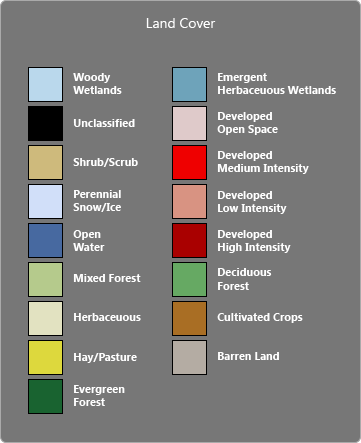 Land Cover
Woody
Wetlands
Unclassified
Shrub/Scrub
Perennial
Snow/Ice
Open
Water
Mixed Forest
Herbaceuous
Hay/Pasture
Evergreen
Forest
Emergent
Herbaceuous Wetlands
Developed
Open Space
Developed
Medium Intensity
Developed
Low Intensity
Developed
High Intensity
Deciduous
Forest
Cultivated Crops
Barren Land